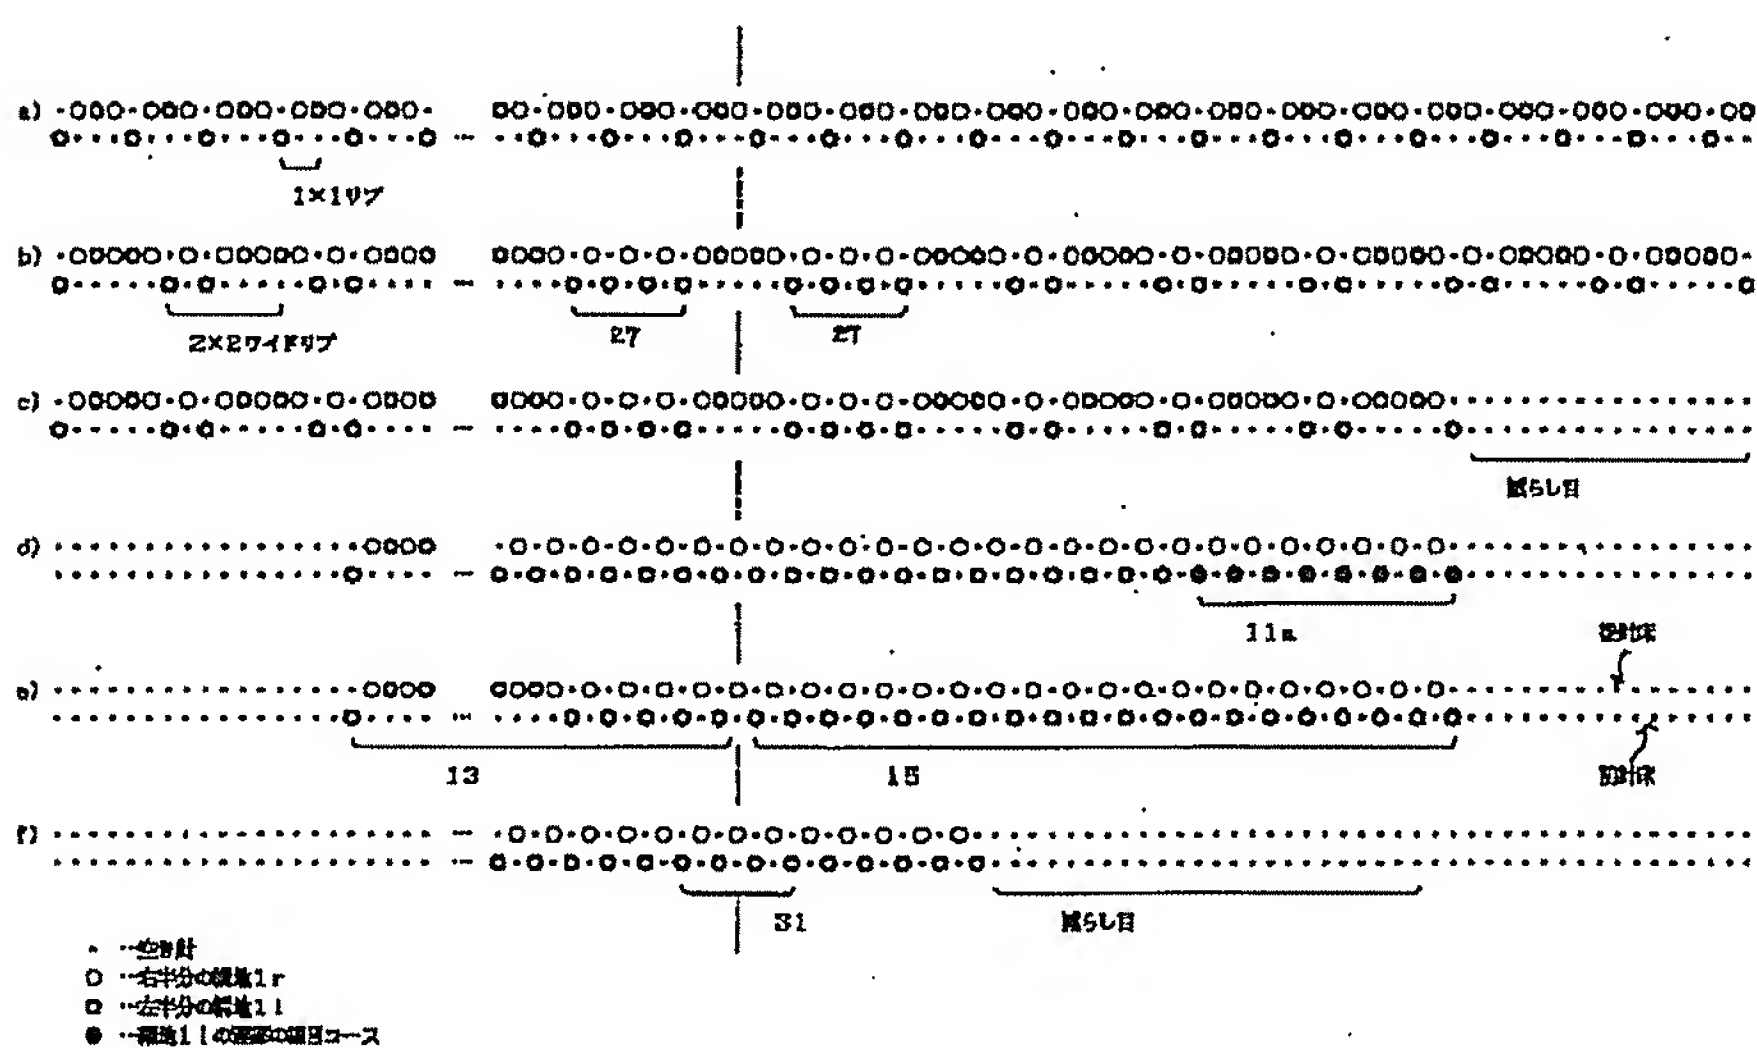 a)
1×1リブ
b)
2×2ワイドリブ
27
27
c)
減らし目
d)
11a
e)
13
15
f)
31
減らし目
…空き針
…右半分の編地1r
…左半分の編地1l